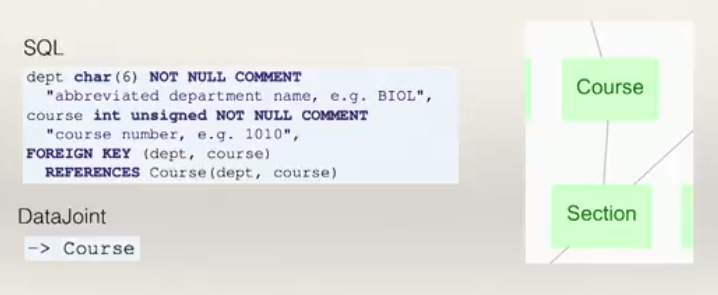 SQL
dept char(6) NOT NULL COMMENT
"abbreviated department name, e.g. BIOL",
course int unsigned NOT NULL COMMENT
"course number, e.g. 1010",
FOREIGN KEY (dept, course)
REFERENCES Course(dept, course)
DataJoint
-> Course
Course
Section